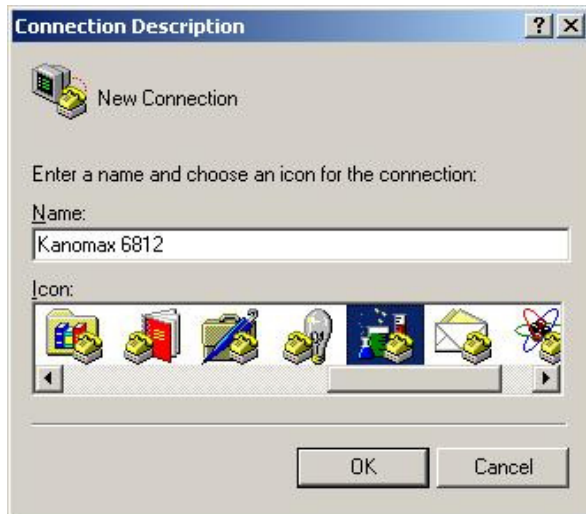 Connection Description
New Connection
Enter a name and choose an icon for the connection:
Name:
Kanomax 6812
Icon:
OK Cancel